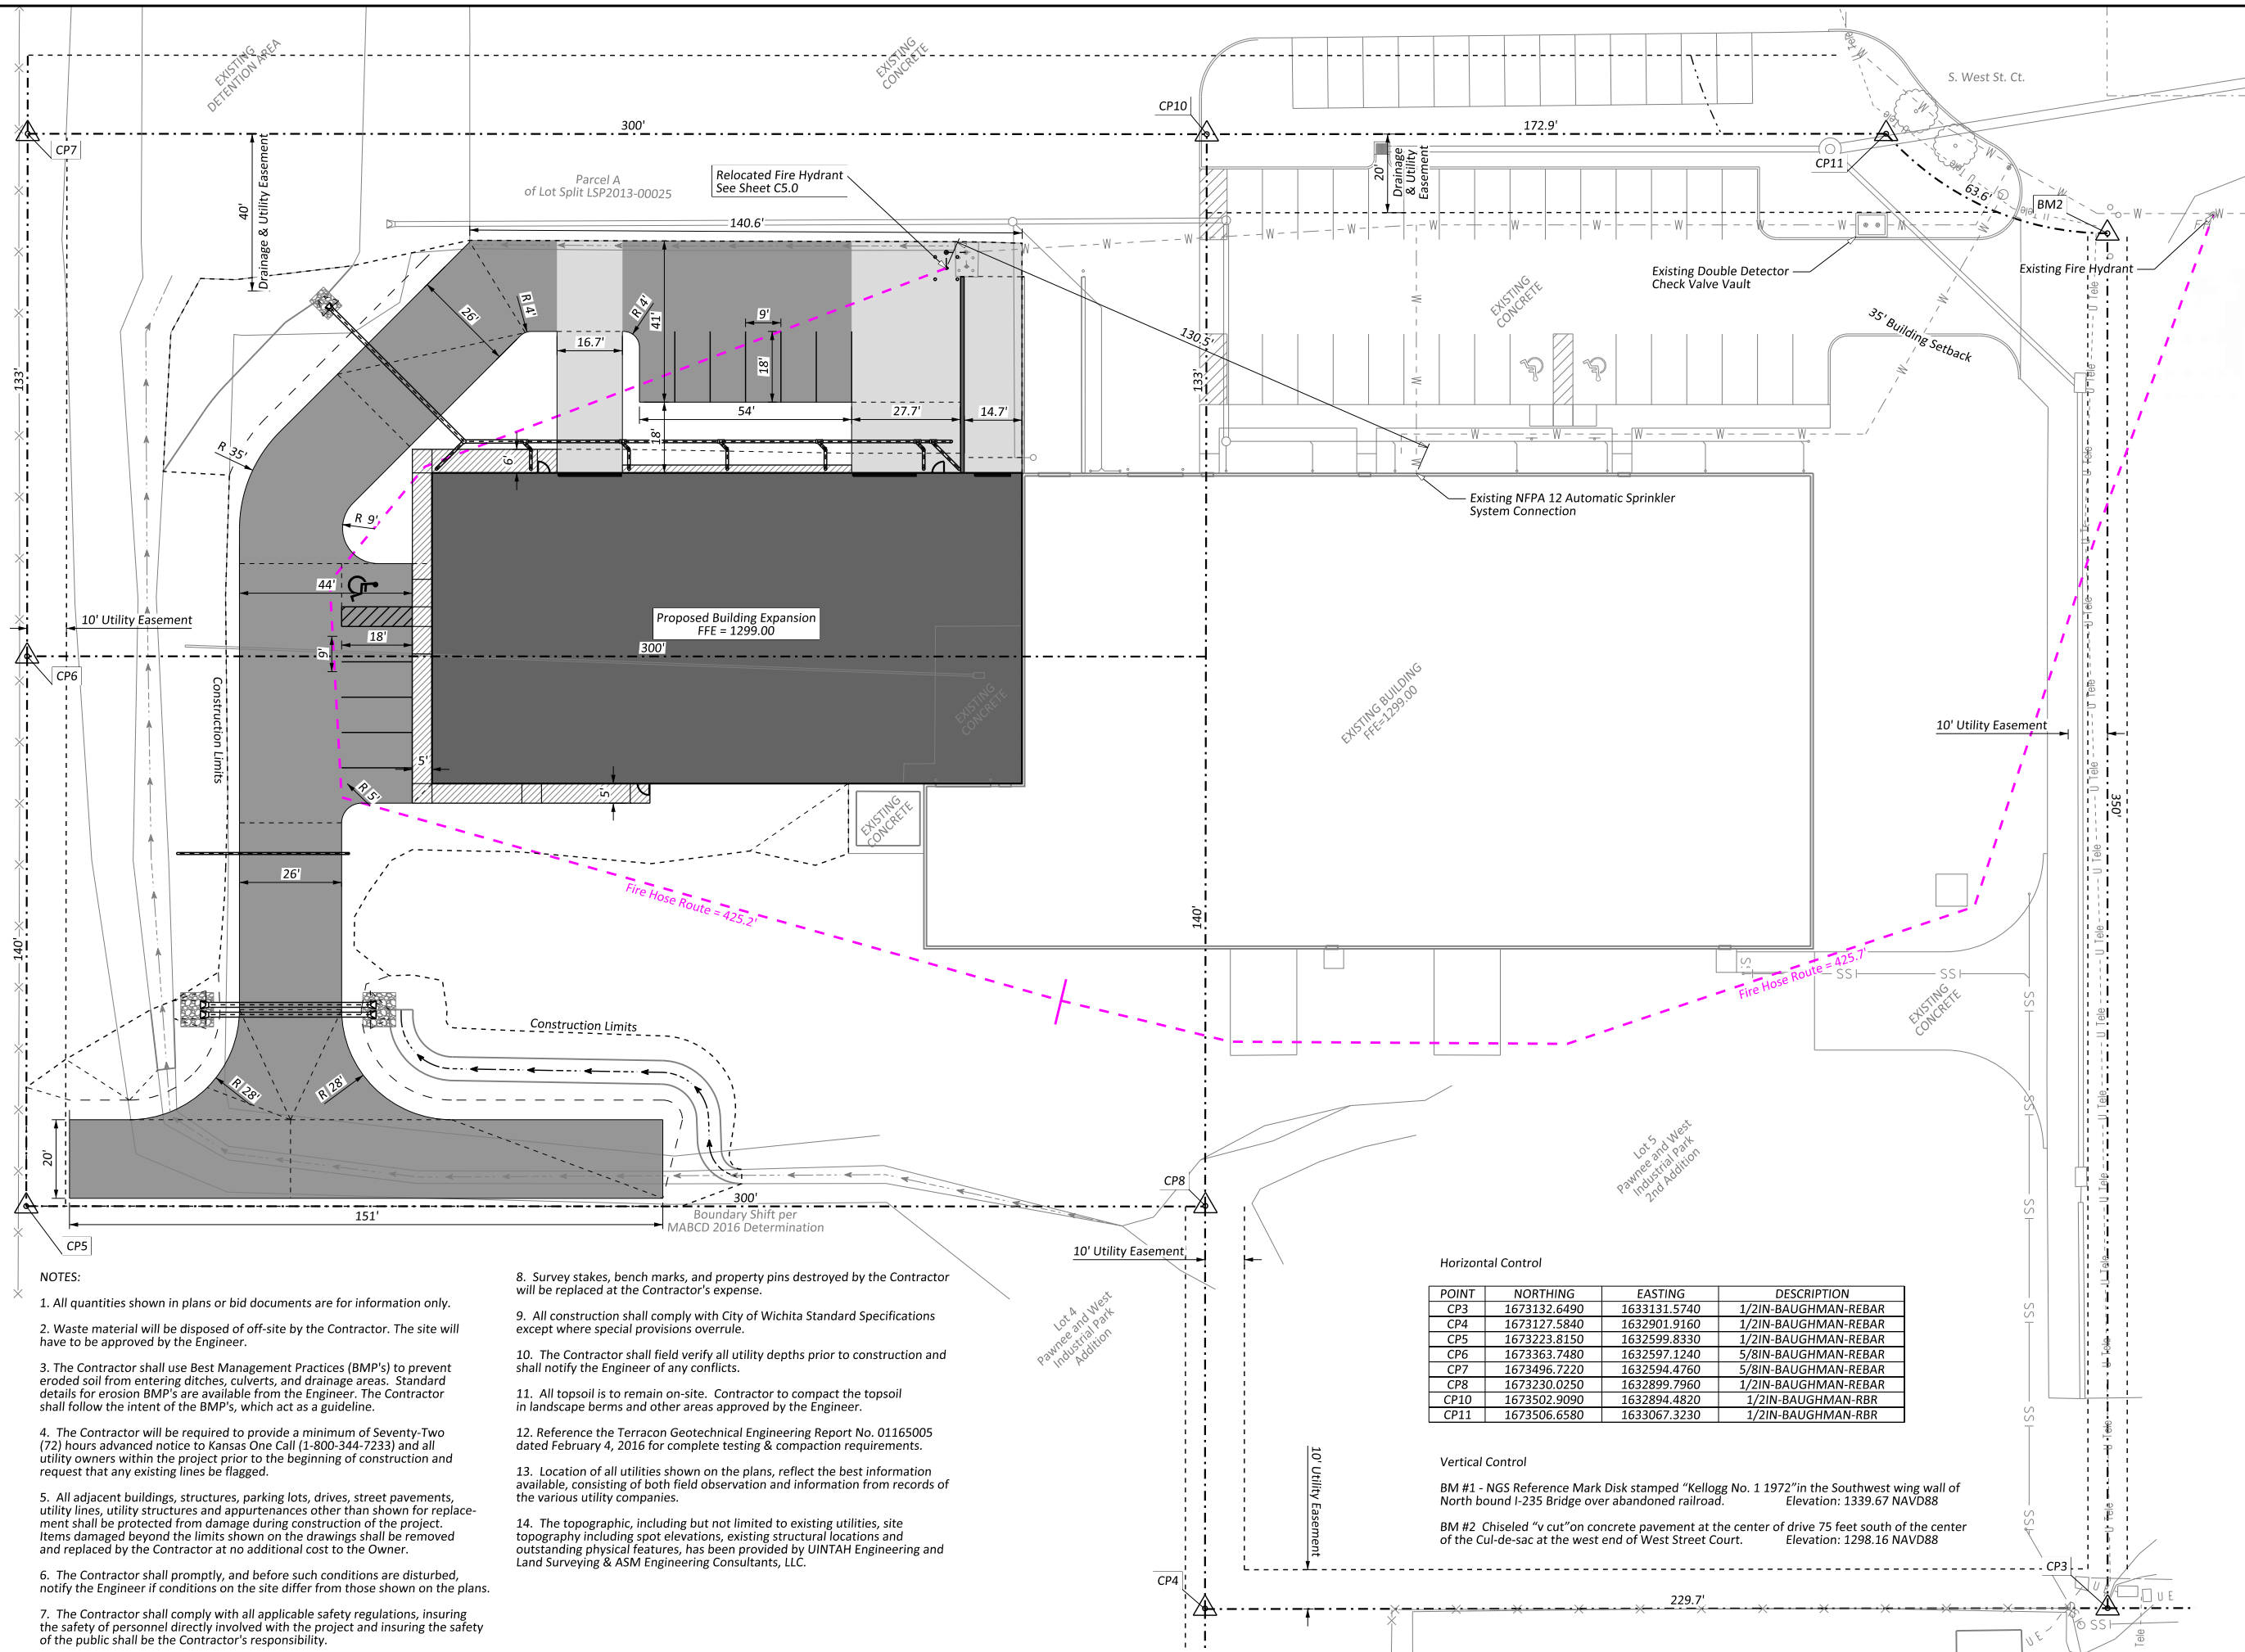 EXISTING
DETENTION AREA
EXISTING
CONCRETE
S. West St. Ct.
CP10
300'
172.9'
CP7
CP11
40'
Drainage & Utility Easement
Parcel A
of Lot Split LSP2013-00025
Relocated Fire Hydrant
See Sheet C5.0
20'
Drainage
& Utility
Easement
63.6'
BM2
140.6'
Existing Double Detector
Check Valve Vault
Existing Fire Hydrant
26'
R 4'
R 4'
41'
9'
16.7'
18'
130.5'
EXISTING
CONCRETE
35' Building Setback
133'
133'
54'
27.7'
14.7'
18'
6'
R 35'
R 9'
Existing NFPA 12 Automatic Sprinkler
System Connection
44'
10' Utility Easement
18'
9'
Proposed Building Expansion
FFE = 1299.00
300'
CP6
Construction Limits
EXISTING
CONCRETE
EXISTING BUILDING
FFE=1299.00
10' Utility Easement
5'
R 5'
5'
EXISTING
CONCRETE
350'
26'
Fire Hose Route = 425.2'
140'
140'
Fire Hose Route = 425.7'
EXISTING
CONCRETE
Construction Limits
R 28'
R 28'
20'
Lot 5
Pawnee and West
Industrial Park
2nd Addition
CP8
300'
151'
Boundary Shift per
MABCD 2016 Determination
CP5
10' Utility Easement
Lot 4
Pawnee and West
Industrial Park
Addition
NOTES:
1. All quantities shown in plans or bid documents are for information only.
2. Waste material will be disposed of off-site by the Contractor. The site will
have to be approved by the Engineer.
3. The Contractor shall use Best Management Practices (BMP's) to prevent
eroded soil from entering ditches, culverts, and drainage areas. Standard
details for erosion BMP's are available from the Engineer. The Contractor
shall follow the intent of the BMP's, which act as a guideline.
4. The Contractor will be required to provide a minimum of Seventy-Two
(72) hours advanced notice to Kansas One Call (1-800-344-7233) and all
utility owners within the project prior to the beginning of construction and
request that any existing lines be flagged.
5. All adjacent buildings, structures, parking lots, drives, street pavements,
utility lines, utility structures and appurtenances other than shown for replace-
ment shall be protected from damage during construction of the project.
Items damaged beyond the limits shown on the drawings shall be removed
and replaced by the Contractor at no additional cost to the Owner.
6. The Contractor shall promptly, and before such conditions are disturbed,
notify the Engineer if conditions on the site differ from those shown on the plans.
7. The Contractor shall comply with all applicable safety regulations, insuring
the safety of personnel directly involved with the project and insuring the safety
of the public shall be the Contractor's responsibility.
8. Survey stakes, bench marks, and property pins destroyed by the Contractor
will be replaced at the Contractor's expense.
9. All construction shall comply with City of Wichita Standard Specifications
except where special provisions overrule.
10. The Contractor shall field verify all utility depths prior to construction and
shall notify the Engineer of any conflicts.
11. All topsoil is to remain on-site. Contractor to compact the topsoil
in landscape berms and other areas approved by the Engineer.
12. Reference the Terracon Geotechnical Engineering Report No. 01165005
dated February 4, 2016 for complete testing & compaction requirements.
13. Location of all utilities shown on the plans, reflect the best information
available, consisting of both field observation and information from records of
the various utility companies.
14. The topographic, including but not limited to existing utilities, site
topography including spot elevations, existing structural locations and
outstanding physical features, has been provided by UINTAH Engineering and
Land Surveying & ASM Engineering Consultants, LLC.
Horizontal Control
POINT NORTHING EASTING DESCRIPTION
CP3 1673132.6490 1633131.5740 1/2IN-BAUGHMAN-REBAR
CP4 1673127.5840 1632901.9160 1/2IN-BAUGHMAN-REBAR
CP5 1673223.8150 1632599.8330 1/2IN-BAUGHMAN-REBAR
CP6 1673363.7480 1632597.1240 5/8IN-BAUGHMAN-REBAR
CP7 1673496.7220 1632594.4760 5/8IN-BAUGHMAN-REBAR
CP8 1673230.0250 1632899.7960 1/2IN-BAUGHMAN-REBAR
CP10 1673502.9090 1632894.4820 1/2IN-BAUGHMAN-RBR
CP11 1673506.6580 1633067.3230 1/2IN-BAUGHMAN-RBR
Vertical Control
BM #1 - NGS Reference Mark Disk stamped “Kellogg No. 1 1972”in the Southwest wing wall of
North bound I-235 Bridge over abandoned railroad. Elevation: 1339.67 NAVD88
BM #2 Chiseled “v cut”on concrete pavement at the center of drive 75 feet south of the center
of the Cul-de-sac at the west end of West Street Court. Elevation: 1298.16 NAVD88
10' Utility Easement
CP4
CP3
229.7'